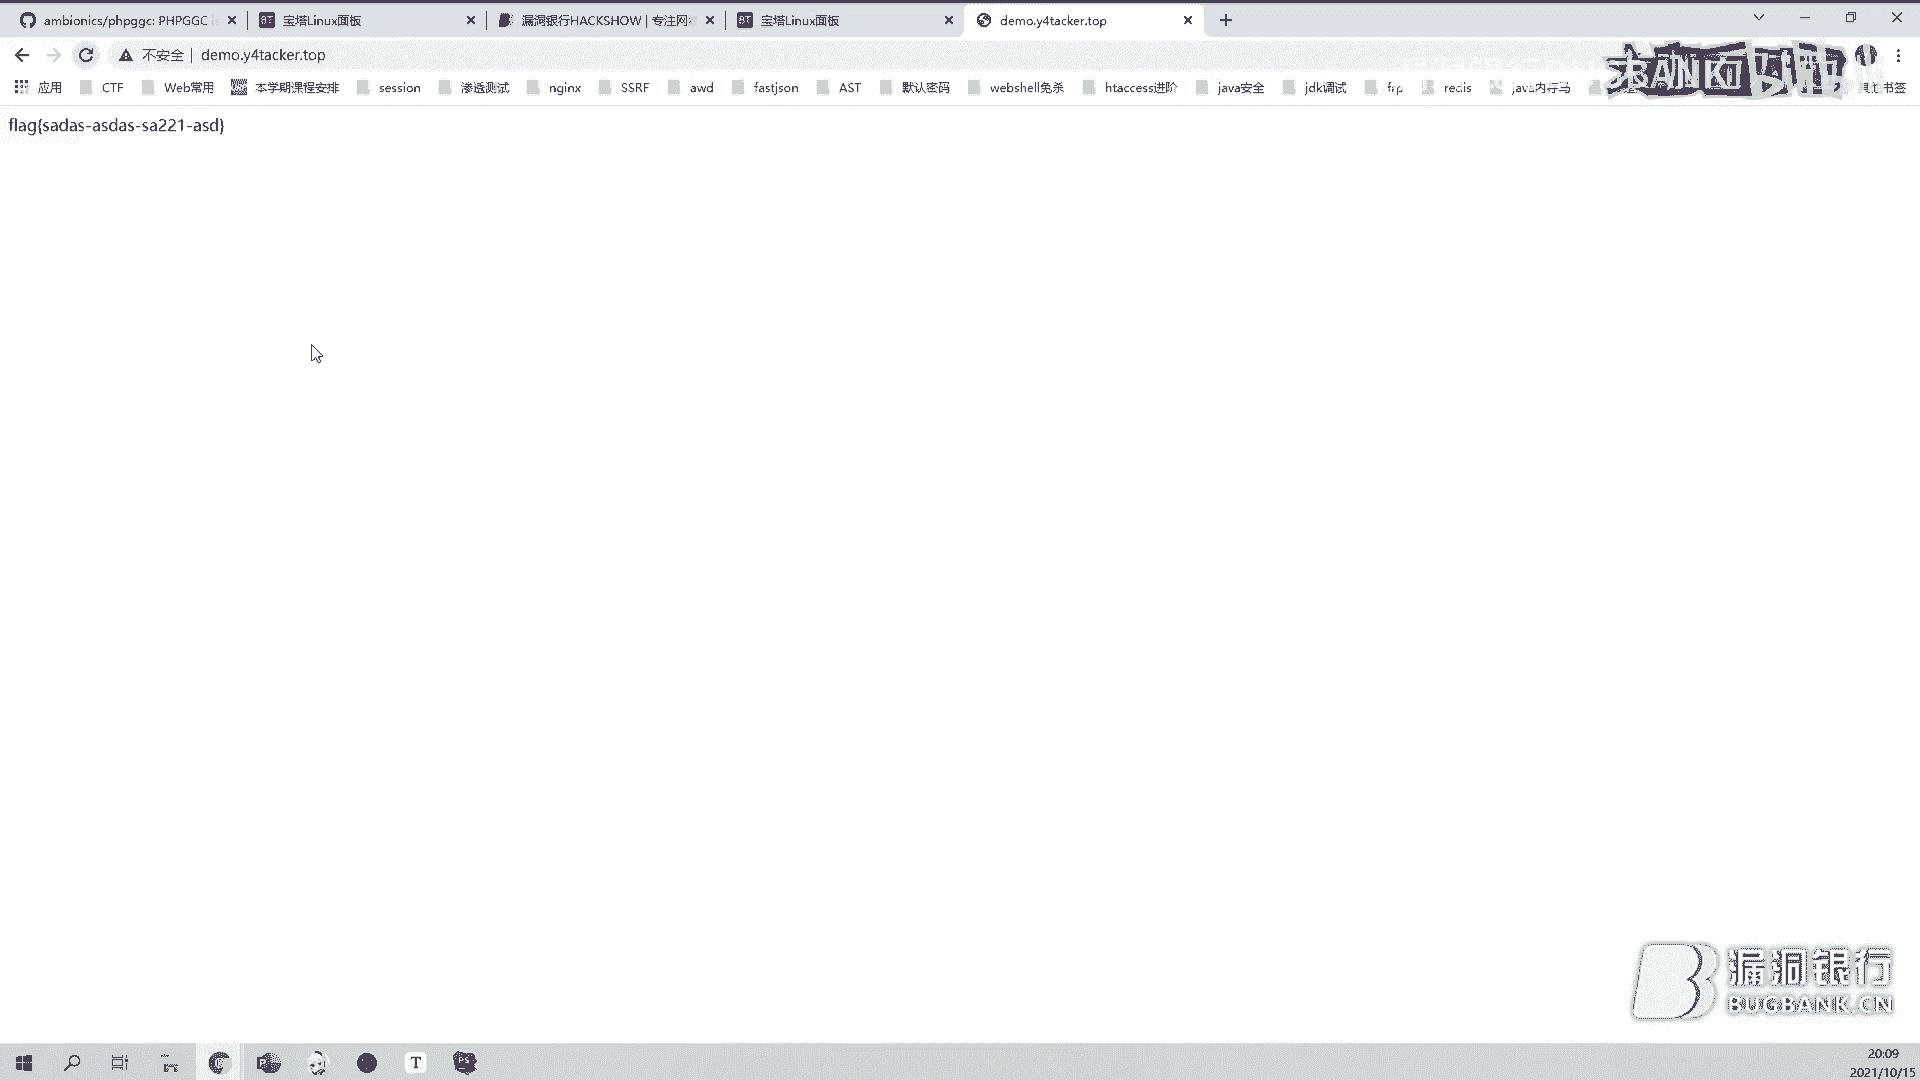 ambionics/phpggc: PHPGGC
宝塔Linux面板
漏洞银行HACKSHOW | 专注网
宝塔Linux面板
demo.y4tacker.top
不安全 | demo.y4tacker.top
应用 CTF Web常用 本学期课程安排 session 渗透测试 nginx SSRF awd fastjson AST 默认密码 webshell免杀 htaccess进阶 java安全 jdk调试 frp redis java内存马 其他书签
BANK
flag{sadas-asdas-sa221-asd}
漏洞银行
BUGBANK.CN
T
PS
20:09
2021/10/15